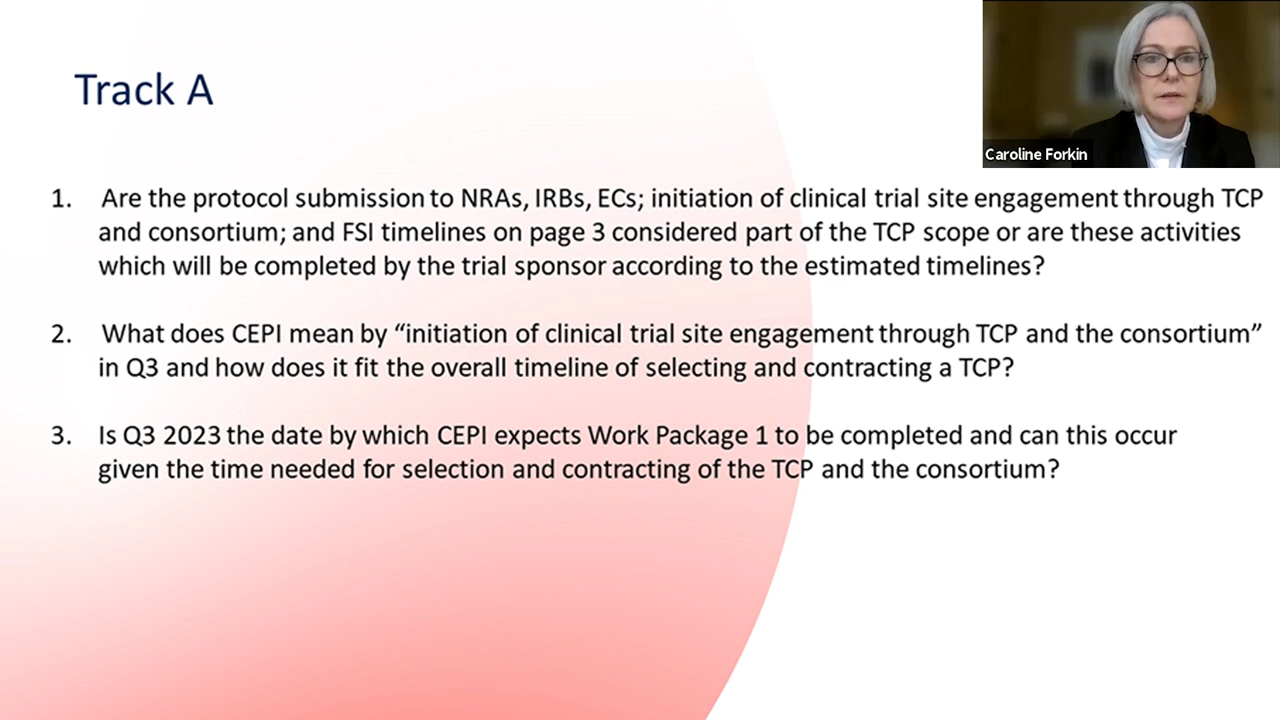 Track A
Caroline Forkin
1. Are the protocol submission to NRAs, IRBs, ECs; initiation of clinical trial site engagement through TCP
and consortium; and FSI timelines on page 3 considered part of the TCP scope or are these activities
which will be completed by the trial sponsor according to the estimated timelines?
2. What does CEPI mean by “initiation of clinical trial site engagement through TCP and the consortium”
in Q3 and how does it fit the overall timeline of selecting and contracting a TCP?
3. Is Q3 2023 the date by which CEPI expects Work Package 1 to be completed and can this occur
given the time needed for selection and contracting of the TCP and the consortium?